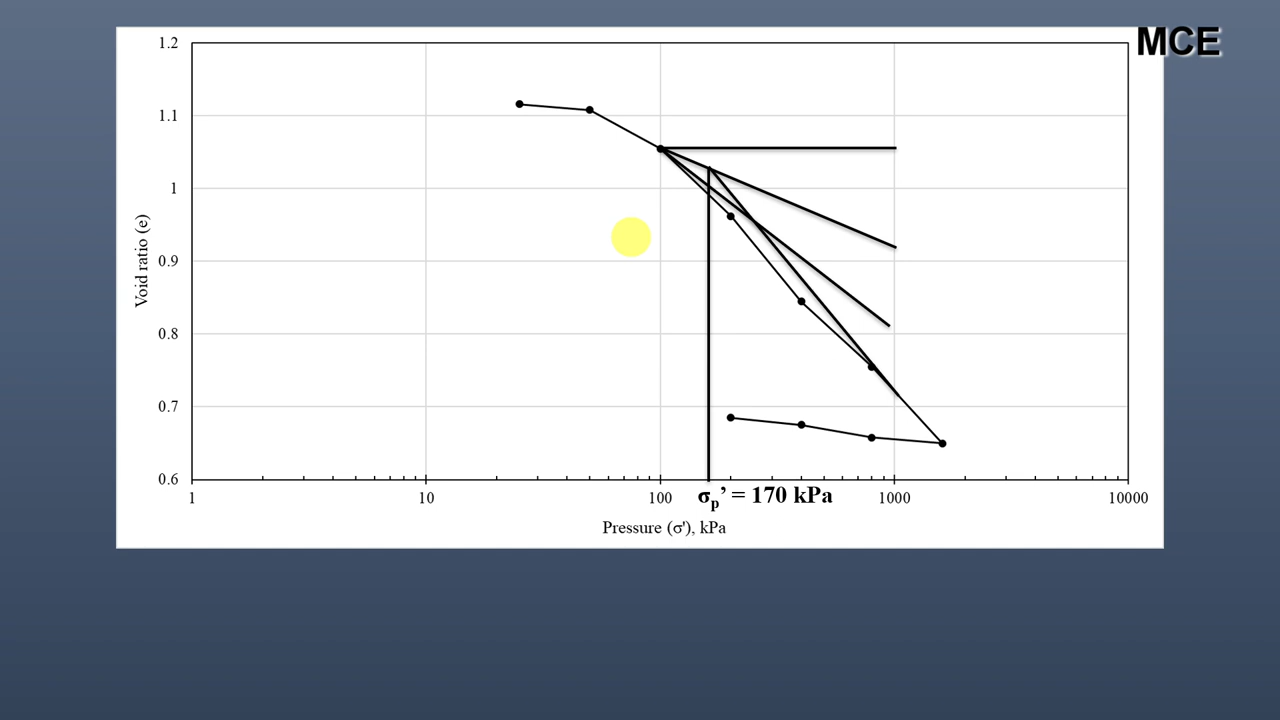 MCE
1.2
1.1
1
0.9
0.8
0.7
0.6
Void ratio (e)
1 10 100 1000 10000
σp’ = 170 kPa
Pressure (σ'), kPa